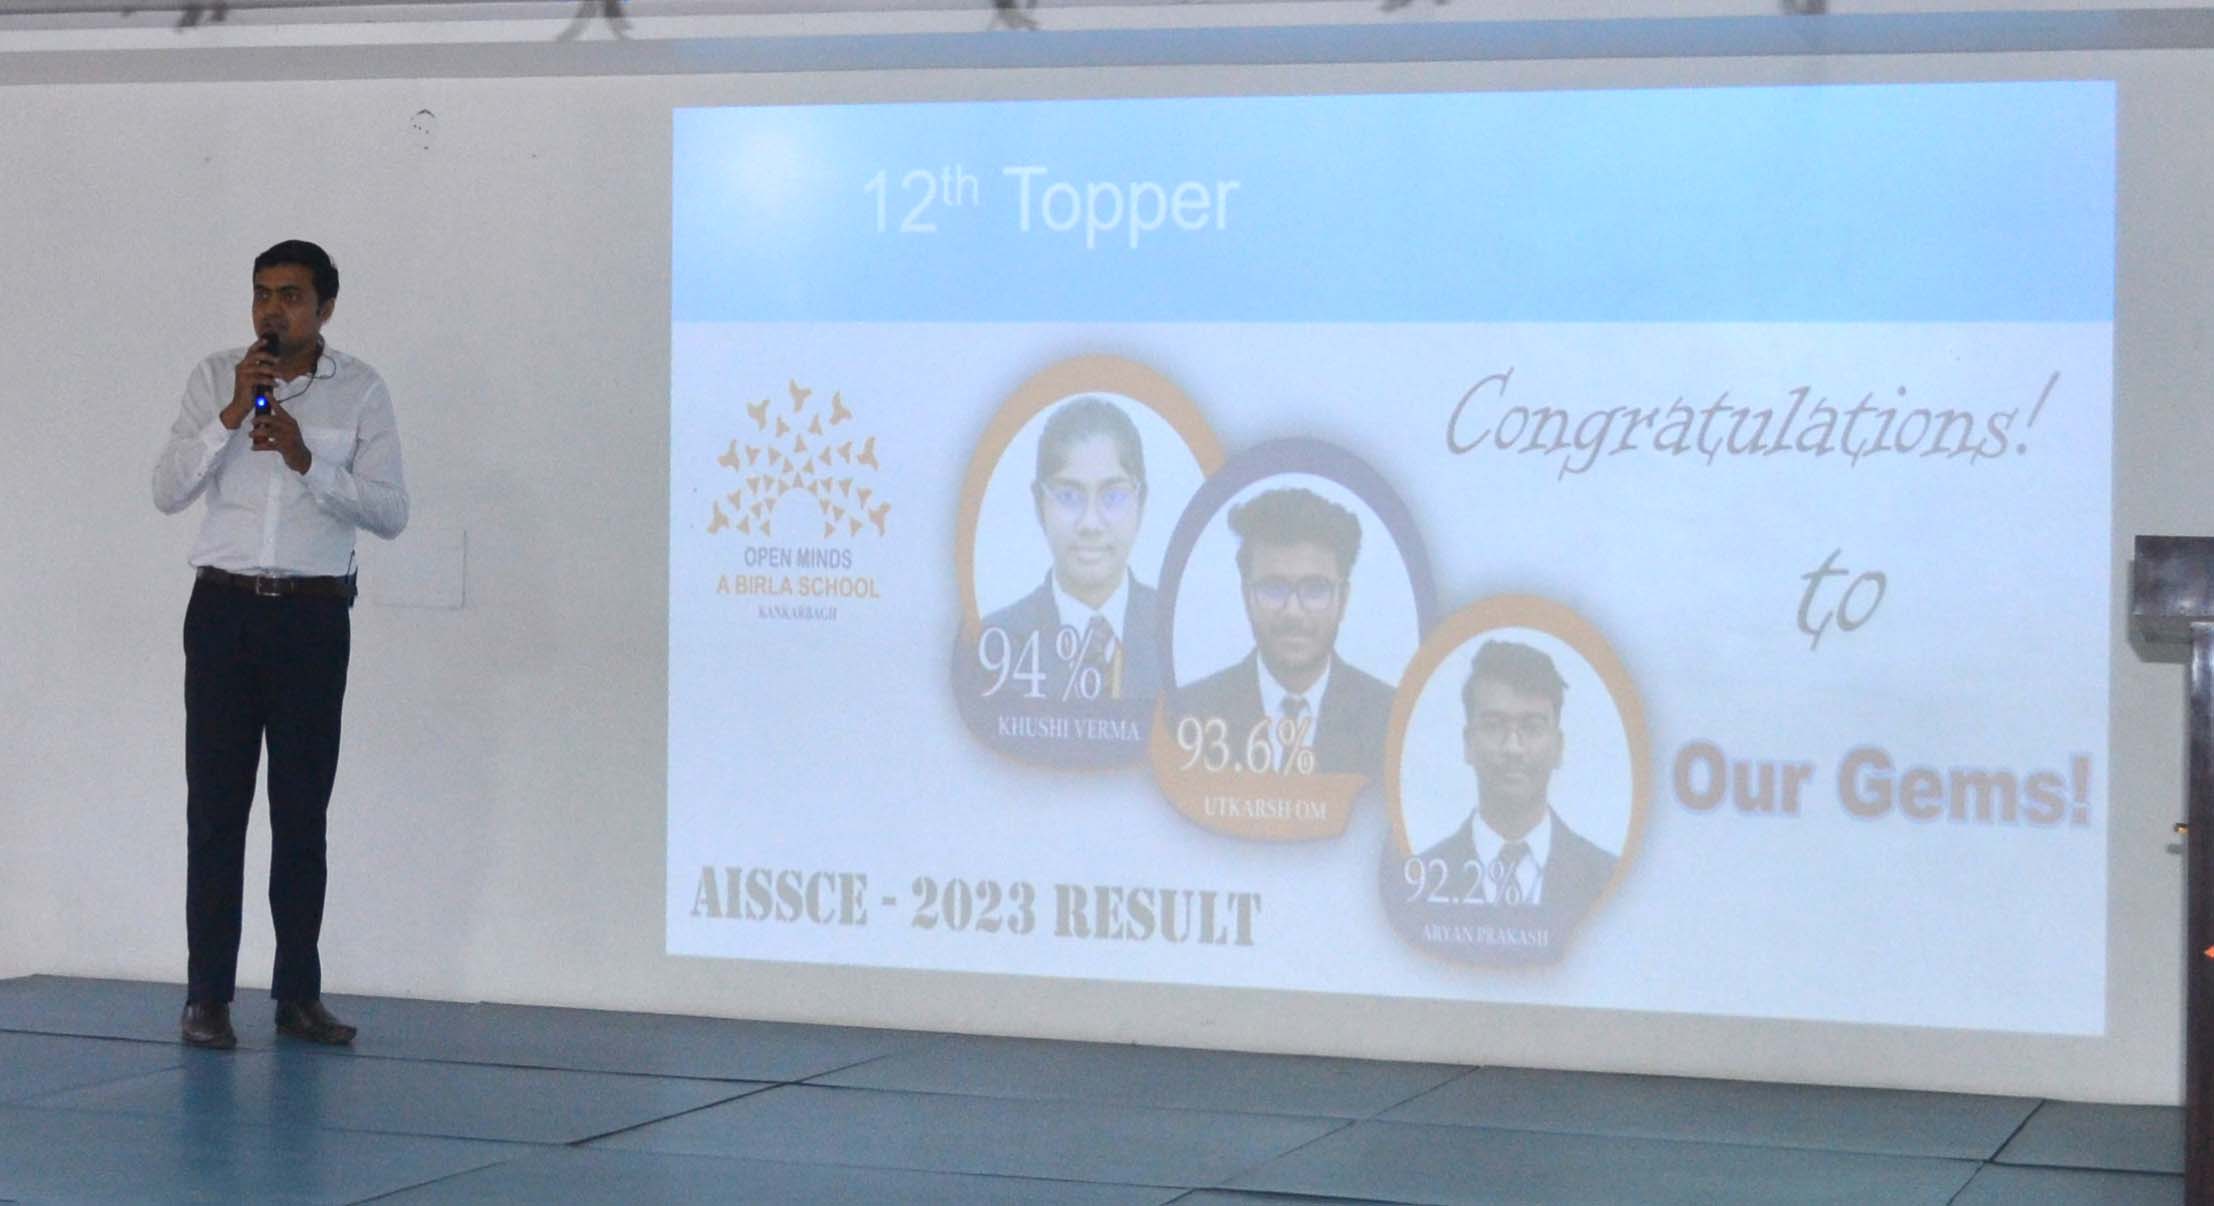 12th Topper
OPEN MINDS
A BIRLA SCHOOL
KANKARBAGH
94%
KHUSHI VERMA
93.6%
UTKARSH OM
92.2%
ARYAN PRAKASH
Congratulations!
to
Our Gems!
AISSCE - 2023 RESULT